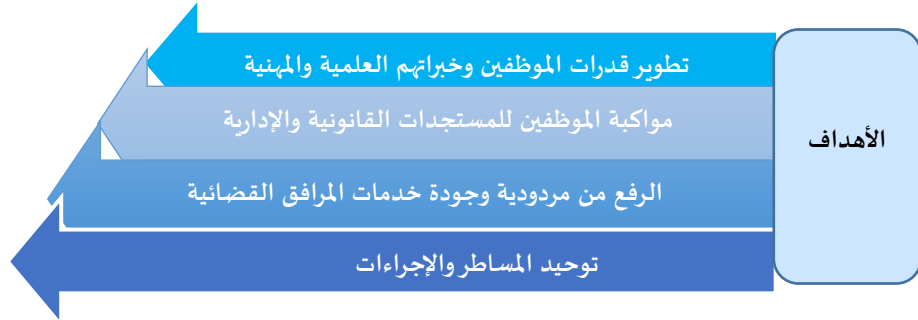 الأهداف
تطوير قدرات الموظفين وخبراتهم العلمية والمهنية
مواكبة الموظفين للمستجدات القانونية والإدارية
الرفع من مردودية وجودة خدمات المرافق القضائية
توحيد المساطر والإجراءات